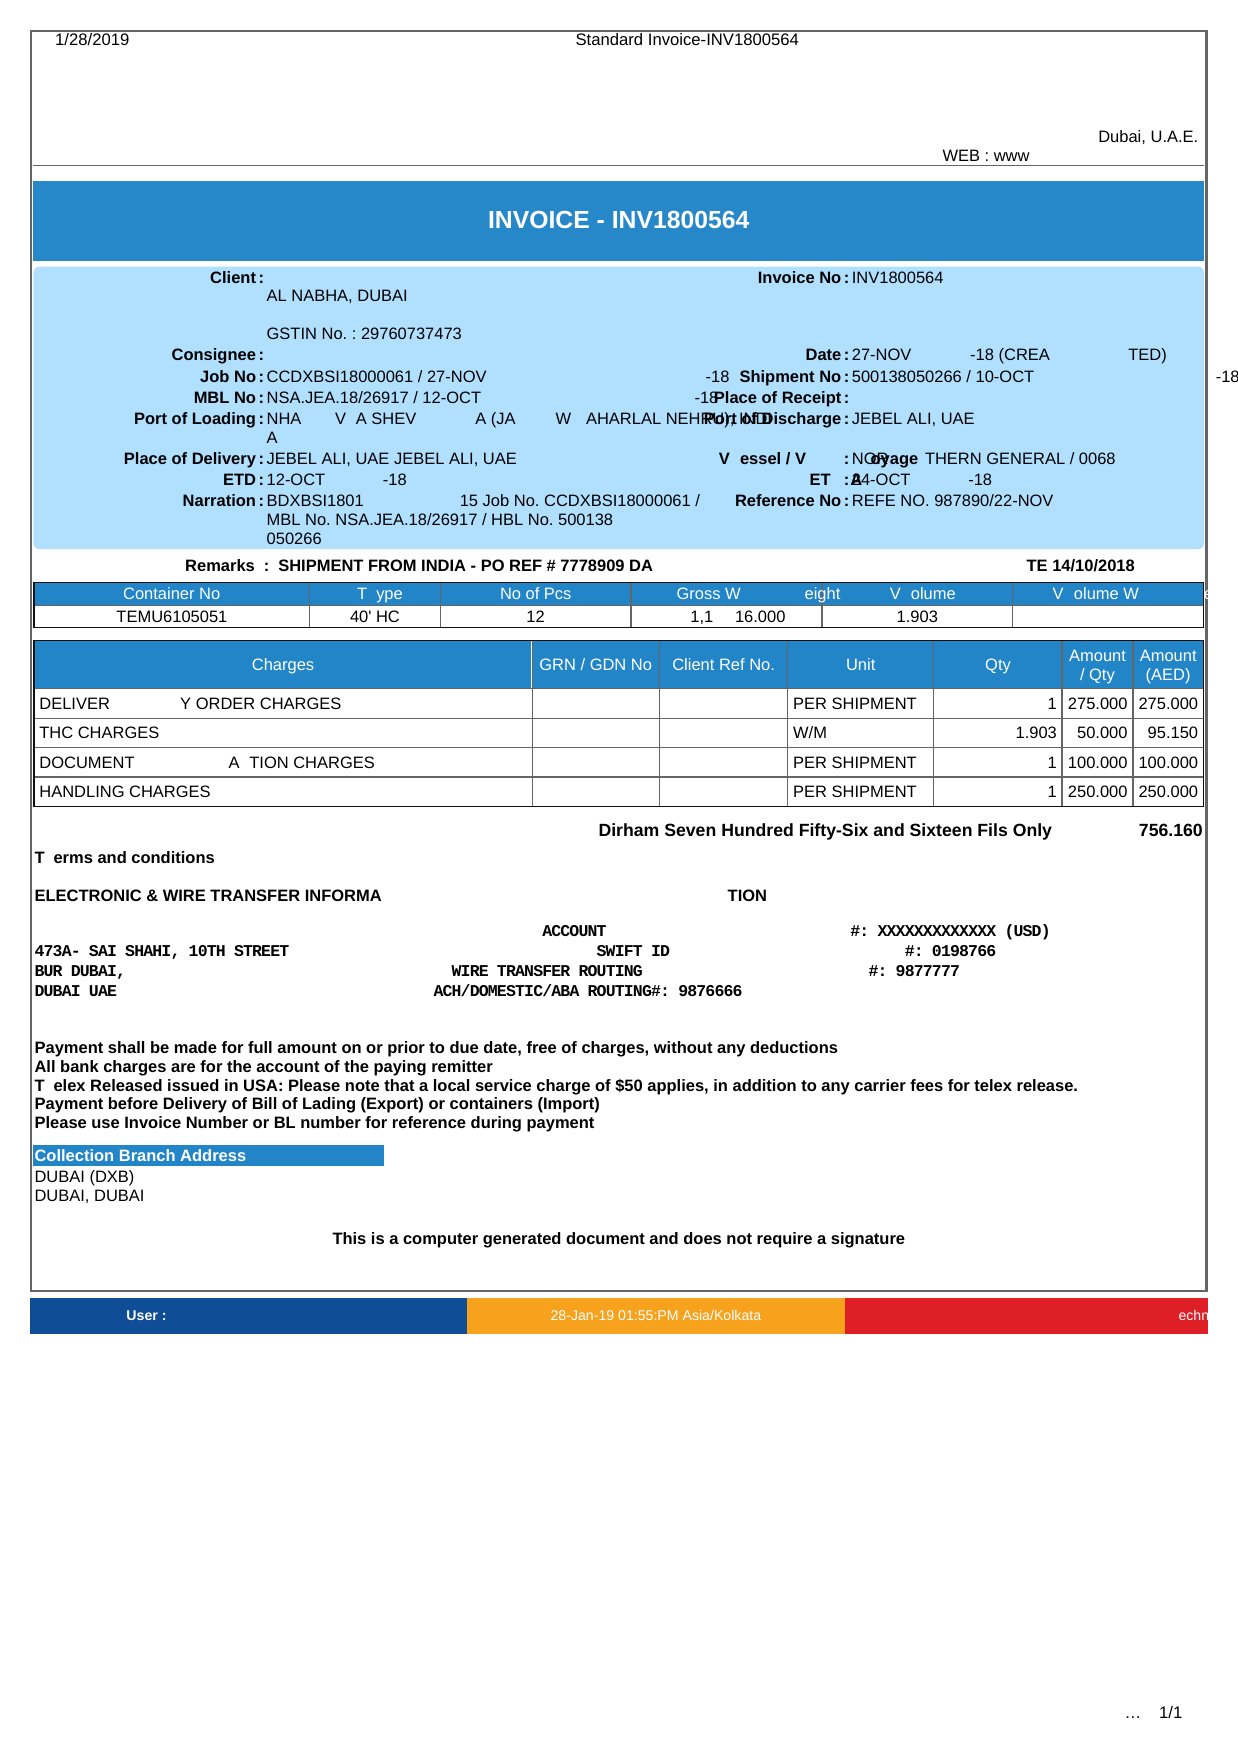 1/28/2019 Standard Invoice-INV1800564
Dubai, U.A.E.
WEB : www
INVOICE - INV1800564
Client : Invoice No : INV1800564
AL NABHA, DUBAI
GSTIN No. : 29760737473
Consignee : Date : 27-NOV -18 (CREA TED)
Job No : CCDXBSI18000061 / 27-NOV -18 Shipment No : 500138050266 / 10-OCT -18
MBL No : NSA.JEA.18/26917 / 12-OCT -18 Place of Receipt :
Port of Loading : NHA V A SHEV A (JA W AHARLAL NEHRU), INDI Port of Discharge : JEBEL ALI, UAE
A
Place of Delivery : JEBEL ALI, UAE JEBEL ALI, UAE V essel / V oyage : NOR THERN GENERAL / 0068
ETD : 12-OCT -18 ET A : 24-OCT -18
Narration : BDXBSI1801 15 Job No. CCDXBSI18000061 / Reference No : REFE NO. 987890/22-NOV
MBL No. NSA.JEA.18/26917 / HBL No. 500138
050266
Remarks : SHIPMENT FROM INDIA - PO REF # 7778909 DA TE 14/10/2018
Container No T ype No of Pcs Gross W eight V olume V olume W
TEMU6105051 40' HC 12 1,1 16.000 1.903
Charges GRN / GDN No Client Ref No. Unit Qty Amount / Qty Amount (AED)
DELIVER Y ORDER CHARGES PER SHIPMENT 1 275.000 275.000
THC CHARGES W/M 1.903 50.000 95.150
DOCUMENT A TION CHARGES PER SHIPMENT 1 100.000 100.000
HANDLING CHARGES PER SHIPMENT 1 250.000 250.000
Dirham Seven Hundred Fifty-Six and Sixteen Fils Only 756.160
T erms and conditions
ELECTRONIC & WIRE TRANSFER INFORMA TION
ACCOUNT #: XXXXXXXXXXXXX (USD)
473A- SAI SHAHI, 10TH STREET SWIFT ID #: 0198766
BUR DUBAI, WIRE TRANSFER ROUTING #: 9877777
DUBAI UAE ACH/DOMESTIC/ABA ROUTING#: 9876666
Payment shall be made for full amount on or prior to due date, free of charges, without any deductions
All bank charges are for the account of the paying remitter
T elex Released issued in USA: Please note that a local service charge of $50 applies, in addition to any carrier fees for telex release.
Payment before Delivery of Bill of Lading (Export) or containers (Import)
Please use Invoice Number or BL number for reference during payment
Collection Branch Address
DUBAI (DXB)
DUBAI, DUBAI
This is a computer generated document and does not require a signature
User : 28-Jan-19 01:55:PM Asia/Kolkata echn
… 1/1